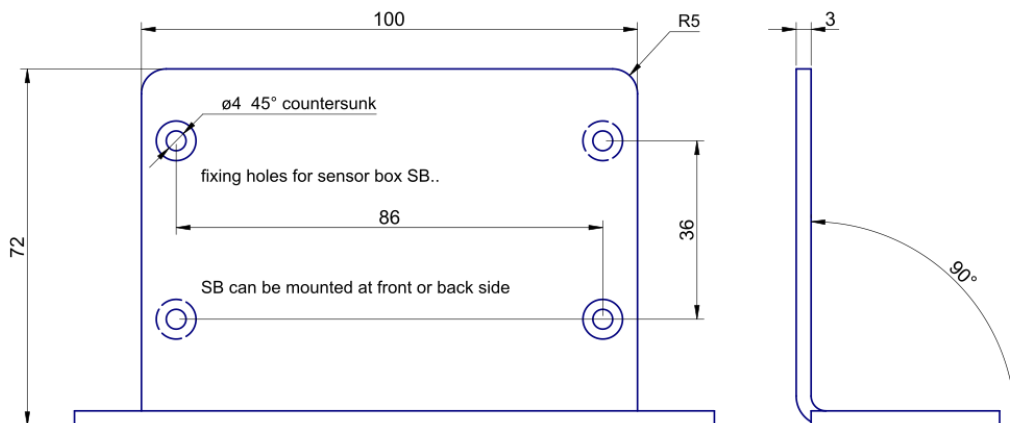 100
R5
3
ø4 45° countersunk
fixing holes for sensor box SB..
86
36
72
90°
SB can be mounted at front or back side